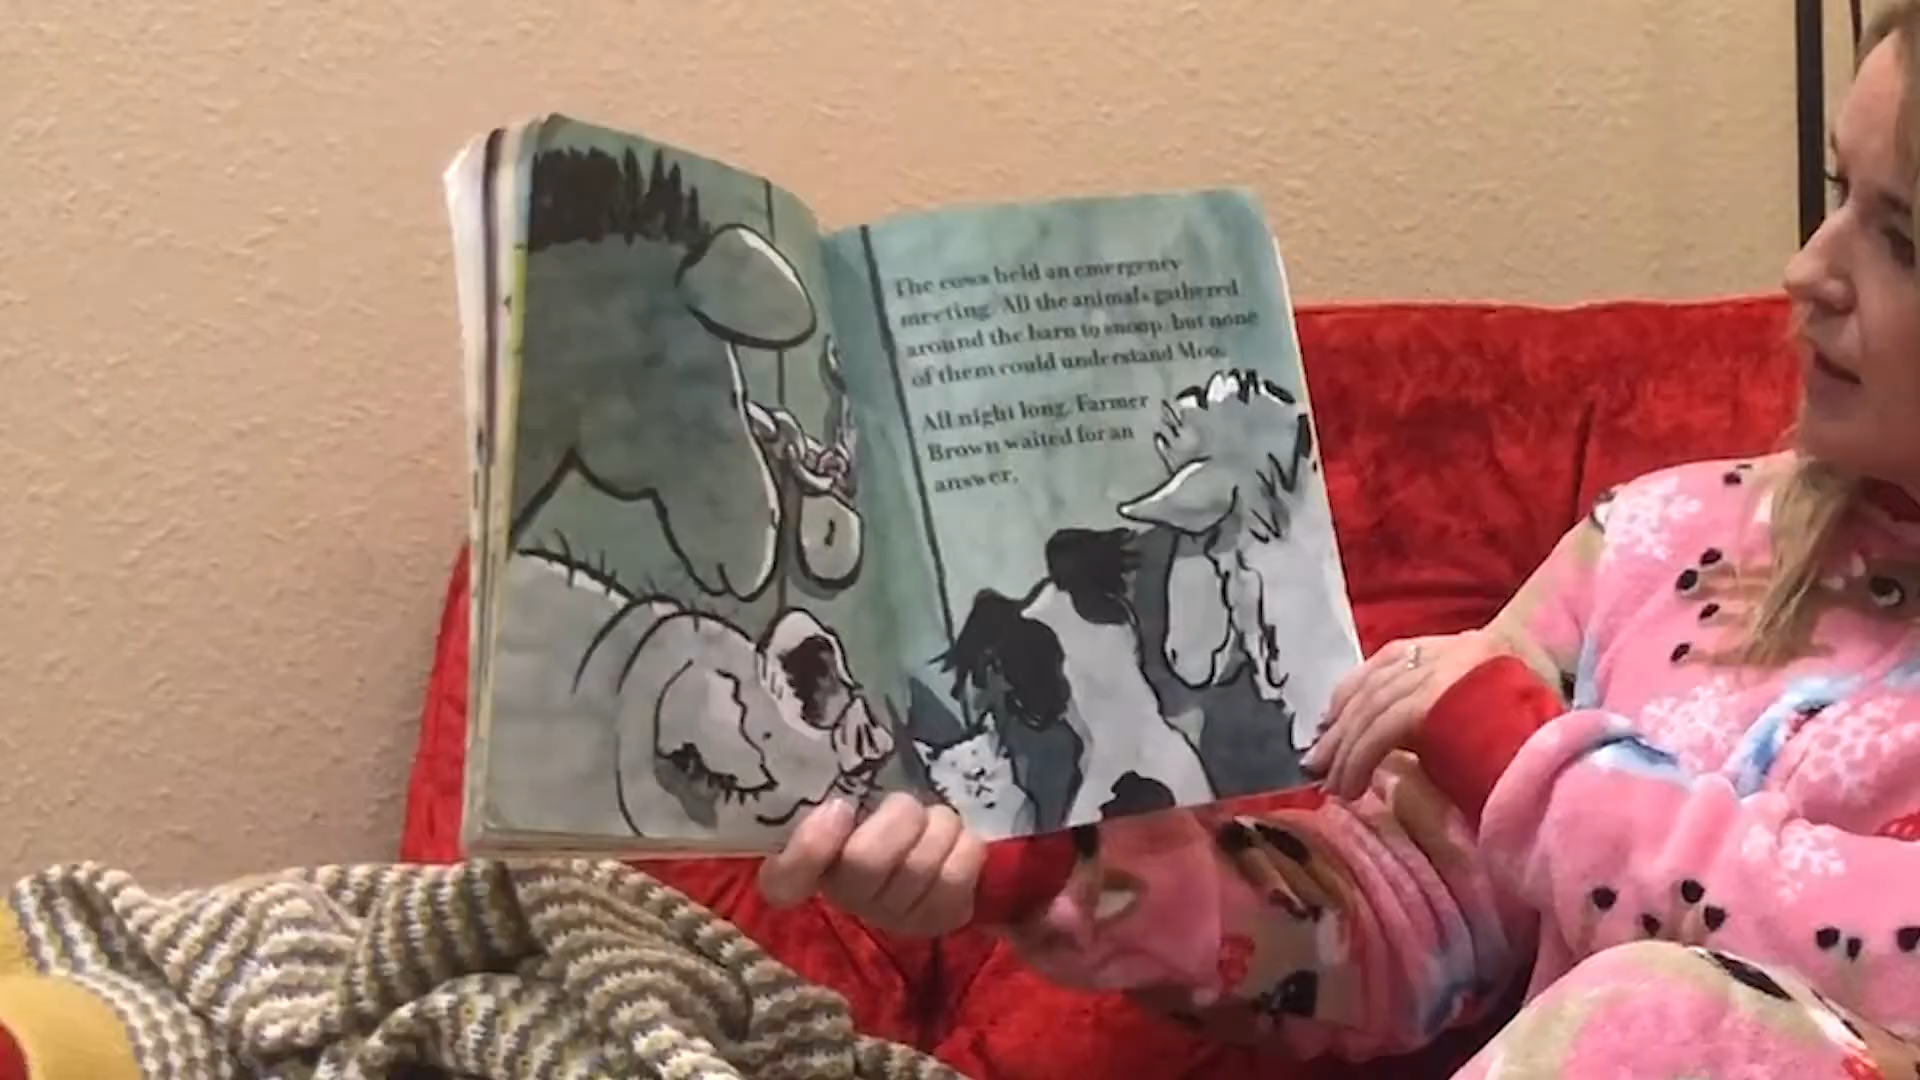 The cows held an emergency
meeting. All the animals gathered
around the barn to snoop, but none
of them could understand Moo.
All night long, Farmer
Brown waited for an
answer.